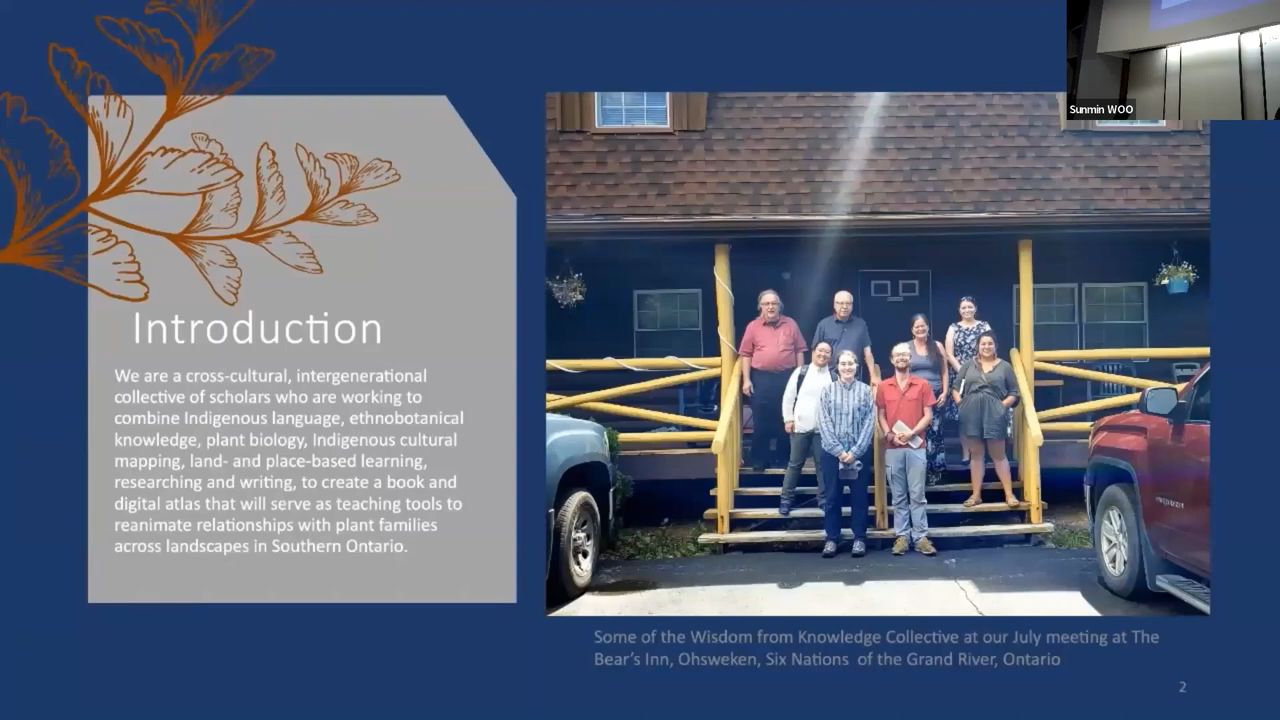 Sunmin WOO
Introduction
We are a cross-cultural, intergenerational
collective of scholars who are working to
combine Indigenous language, ethnobotanical
knowledge, plant biology, Indigenous cultural
mapping, land- and place-based learning,
researching and writing, to create a book and
digital atlas that will serve as teaching tools to
reanimate relationships with plant families
across landscapes in Southern Ontario.
Some of the Wisdom from Knowledge Collective at our July meeting at The
Bear's Inn, Ohsweken, Six Nations  of the Grand River, Ontario
2